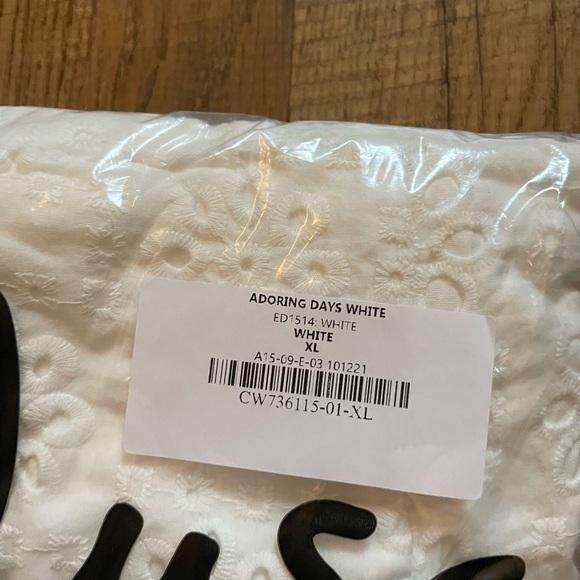 ADORING DAYS WHITE
ED1514; WHITE
WHITE
XL
A15-09-E-03 101221
CW736115-01-XL